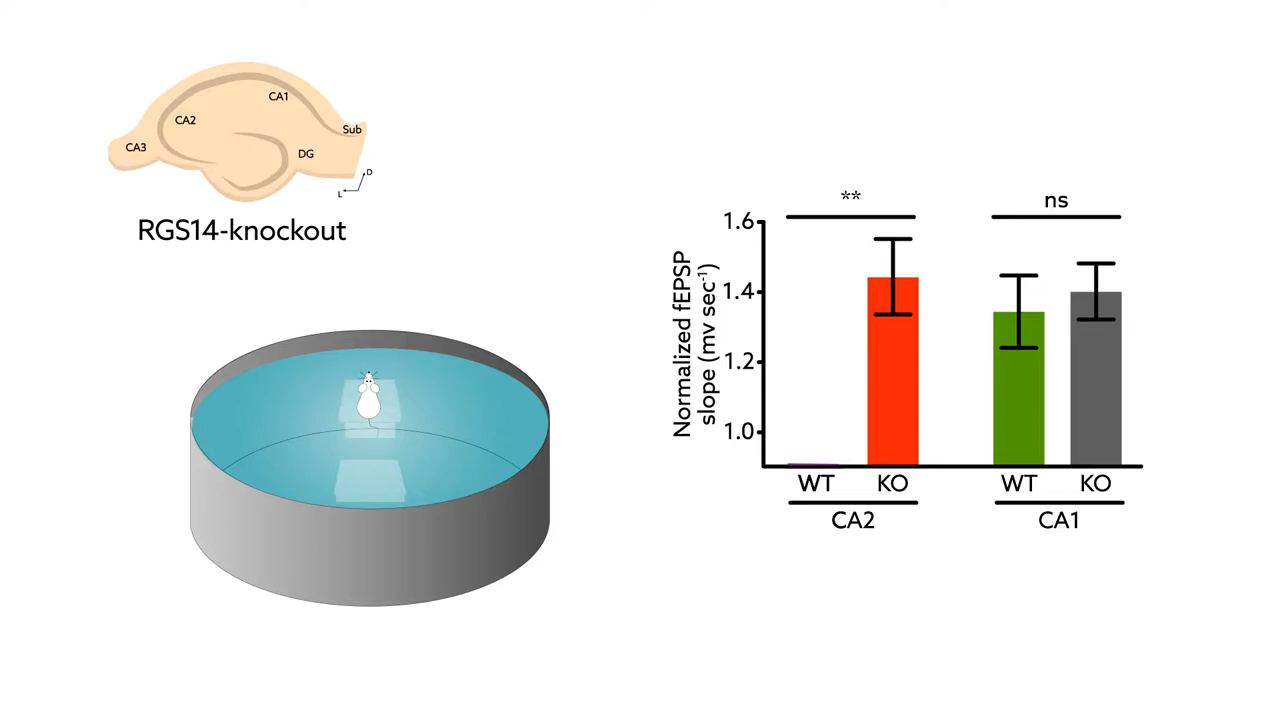 CA1
CA2
Sub
CA3
DG
D
L
RGS14-knockout
** ns
Normalized fEPSP
slope (mv sec⁻¹)
1.6
1.4
1.2
1.0
WT KO WT KO
CA2 CA1